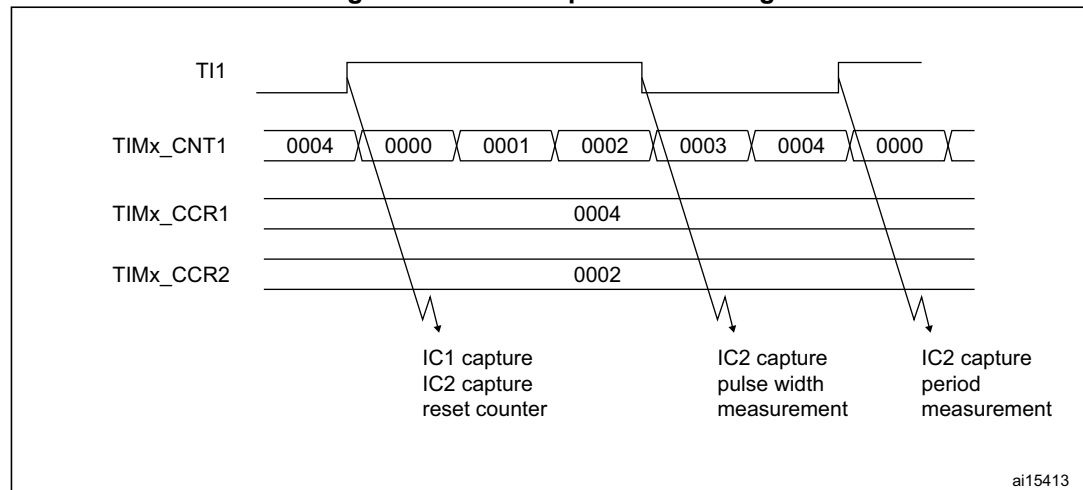 TI1
TIMx_CNT1 0004 0000 0001 0002 0003 0004 0000
TIMx_CCR1 0004
TIMx_CCR2 0002
IC1 capture
IC2 capture
reset counter
IC2 capture
pulse width
measurement
IC2 capture
period
measurement
ai15413